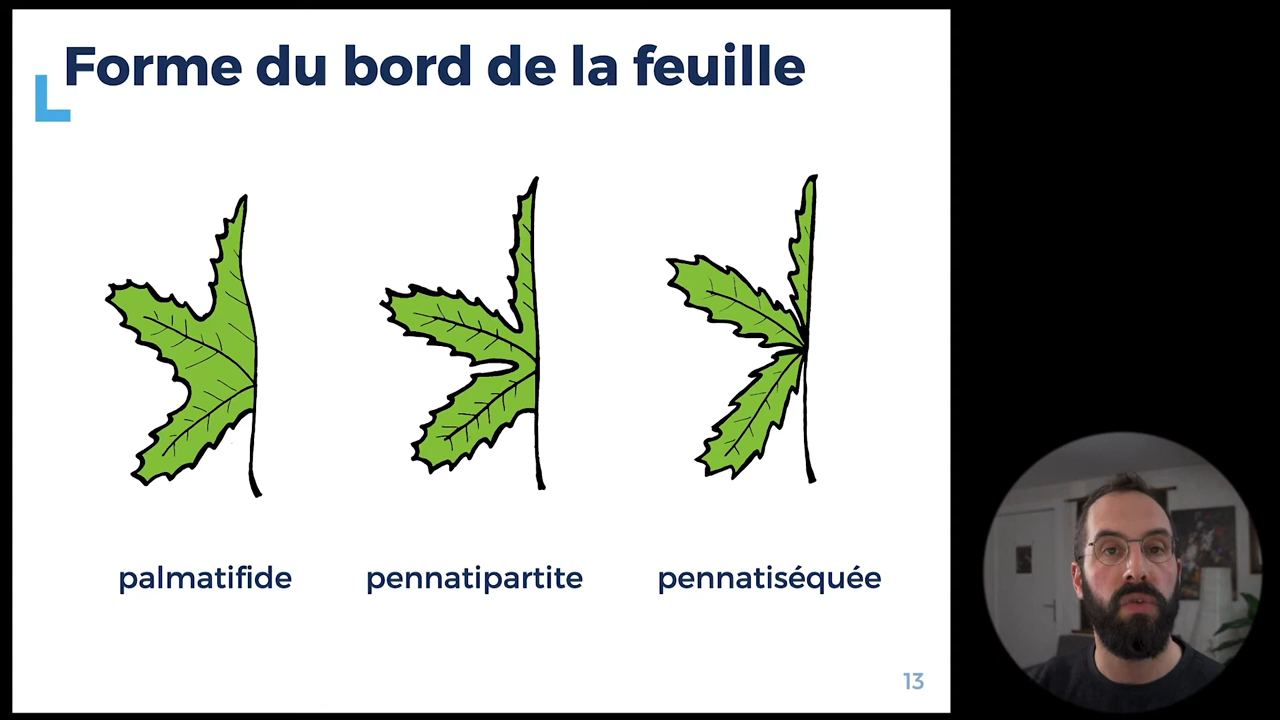 Forme du bord de la feuille
palmatifide
pennatipartite
pennatiséquée
13